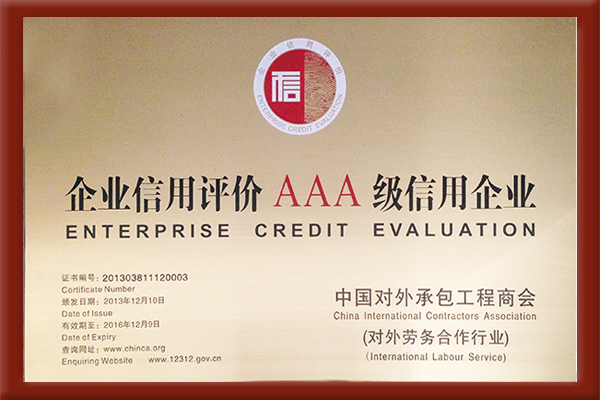 企业信用评价
信
ENTERPRISE CREDIT EVALUATION
企业信用评价 AAA 级信用企业
ENTERPRISE CREDIT EVALUATION
证书编号: 201303811120003
Certificate Number
颁发日期: 2013年12月10日
Date of Issue
有效期至: 2016年12月9日
Date of Expiry
查询网址: www.chinca.org
Enquiring Website www.12312.gov.cn
中国对外承包工程商会
China International Contractors Association
(对外劳务合作行业)
(International Labour Service)